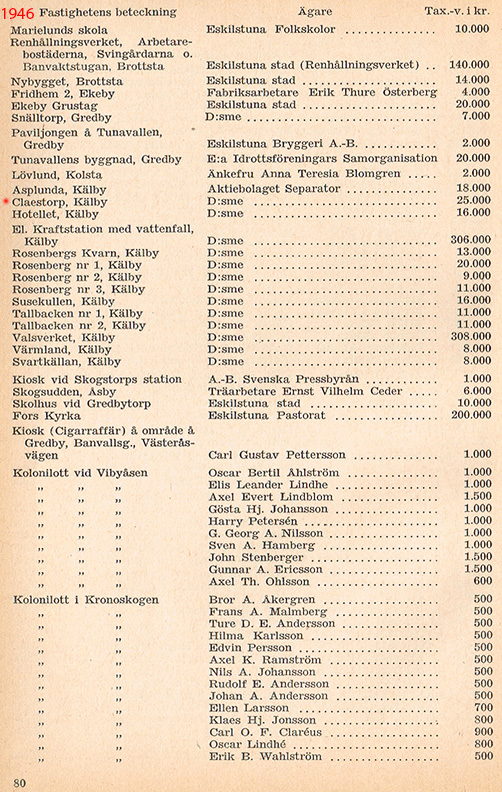 1946 Fastighetens beteckning Ägare Tax.-v. i kr.
Marielunds skola Eskilstuna Folkskolor .............. 10.000
Renhållningsverket, Arbetare-
bostäderna, Svingårdarna o.
Banvaktstugan, Brottsta Eskilstuna stad (Renhållningsverket) .. 140.000
Nybygget, Brottsta Eskilstuna stad .............. 14.000
Fridhem 2, Ekeby Fabriksarbetare Erik Thure Österberg 4.000
Ekeby Grustag Eskilstuna stad .............. 20.000
Snälltorp, Gredby D:sme .............. 7.000
Paviljongen å Tunavallen,
Gredby Eskilstuna Bryggeri A.-B. .............. 2.000
Tunavallens byggnad, Gredby E:a Idrottsföreningars Samorganisation 20.000
Lövlund, Kolsta Änkefru Anna Teresia Blomgren ..... 2.000
Asplunda, Kälby Aktiebolaget Separator .............. 18.000
Claestorp, Kälby D:sme .............. 25.000
Hotellet, Kälby D:sme .............. 16.000
El. Kraftstation med vattenfall,
Kälby D:sme .............. 306.000
Rosenbergs Kvarn, Kälby D:sme .............. 13.000
Rosenberg nr 1, Kälby D:sme .............. 20.000
Rosenberg nr 2, Kälby D:sme .............. 9.000
Rosenberg nr 3, Kälby D:sme .............. 11.000
Susekullen, Kälby D:sme .............. 16.000
Tallbacken nr 1, Kälby D:sme .............. 11.000
Tallbacken nr 2, Kälby D:sme .............. 11.000
Valsverket, Kälby D:sme .............. 308.000
Värmland, Kälby D:sme .............. 8.000
Svartkällan, Kälby D:sme .............. 8.000
Kiosk vid Skogstorps station A.-B. Svenska Pressbyrån .............. 1.000
Skogsudden, Åsby Träarbetare Ernst Vilhelm Ceder ..... 6.000
Skolhus vid Gredbytorp Eskilstuna stad .............. 10.000
Fors Kyrka Eskilstuna Pastorat .............. 200.000
Kiosk (Cigarraffär) å område å
Gredby, Banvallsg., Västerås-
vägen Carl Gustav Pettersson .............. 1.000
Kolonilott vid Vibyåsen Oscar Bertil Åhlström .............. 1.000
„ „ „ Elis Leander Lindhe .............. 1.000
„ „ „ Axel Evert Lindblom .............. 1.500
„ „ „ Gösta Hj. Johansson .............. 1.000
„ „ „ Harry Petersén .............. 1.000
„ „ „ G. Georg A. Nilsson .............. 1.000
„ „ „ Sven A. Hamberg .............. 1.000
„ „ „ John Stenberger .............. 1.500
„ „ „ Gunnar A. Ericsson .............. 1.500
„ „ „ Axel Th. Ohlsson .............. 600
Kolonilott i Kronoskogen Bror A. Åkergren .............. 500
„ „ Frans A. Malmberg .............. 500
„ „ Ture D. E. Andersson .............. 500
„ „ Hilma Karlsson .............. 500
„ „ Edvin Persson .............. 500
„ „ Axel K. Ramström .............. 500
„ „ Nils A. Johansson .............. 500
„ „ Rudolf E. Andersson .............. 500
„ „ Johan A. Andersson .............. 500
„ „ Ellen Larsson .............. 700
„ „ Klaes Hj. Jonsson .............. 800
„ „ Carl O. F. Claréus .............. 900
„ „ Oscar Lindhé .............. 800
„ „ Erik B. Wahlström .............. 500
80